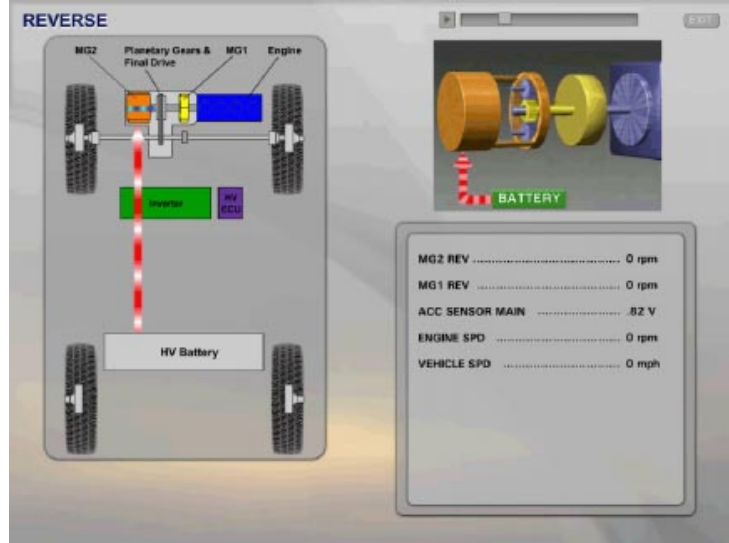 REVERSE
EXIT
MG2 Planetary Gears & MG1 Engine
Final Drive
Inverter
HV
ECU
BATTERY
HV Battery
MG2 REV ........................................ 0 rpm
MG1 REV ....................................... 0 rpm
ACC SENSOR MAIN ....................... .82 V
ENGINE SPD .................................. 0 rpm
VEHICLE SPD .................................. 0 mph